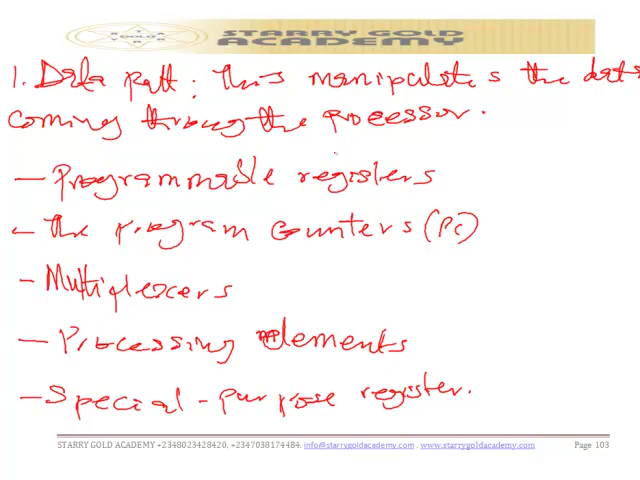 STARRY GOLD
ACADEMY
1. Data path : This manipulates the data
coming through the processor.
– Programmable registers
– The program counters (PC)
– Multiplexers
– Processing elements
– Special - purpose register.
STARRY GOLD ACADEMY +2348023428420, +2347038174484, info@starrygoldacademy.com , www.starrygoldacademy.com Page 103